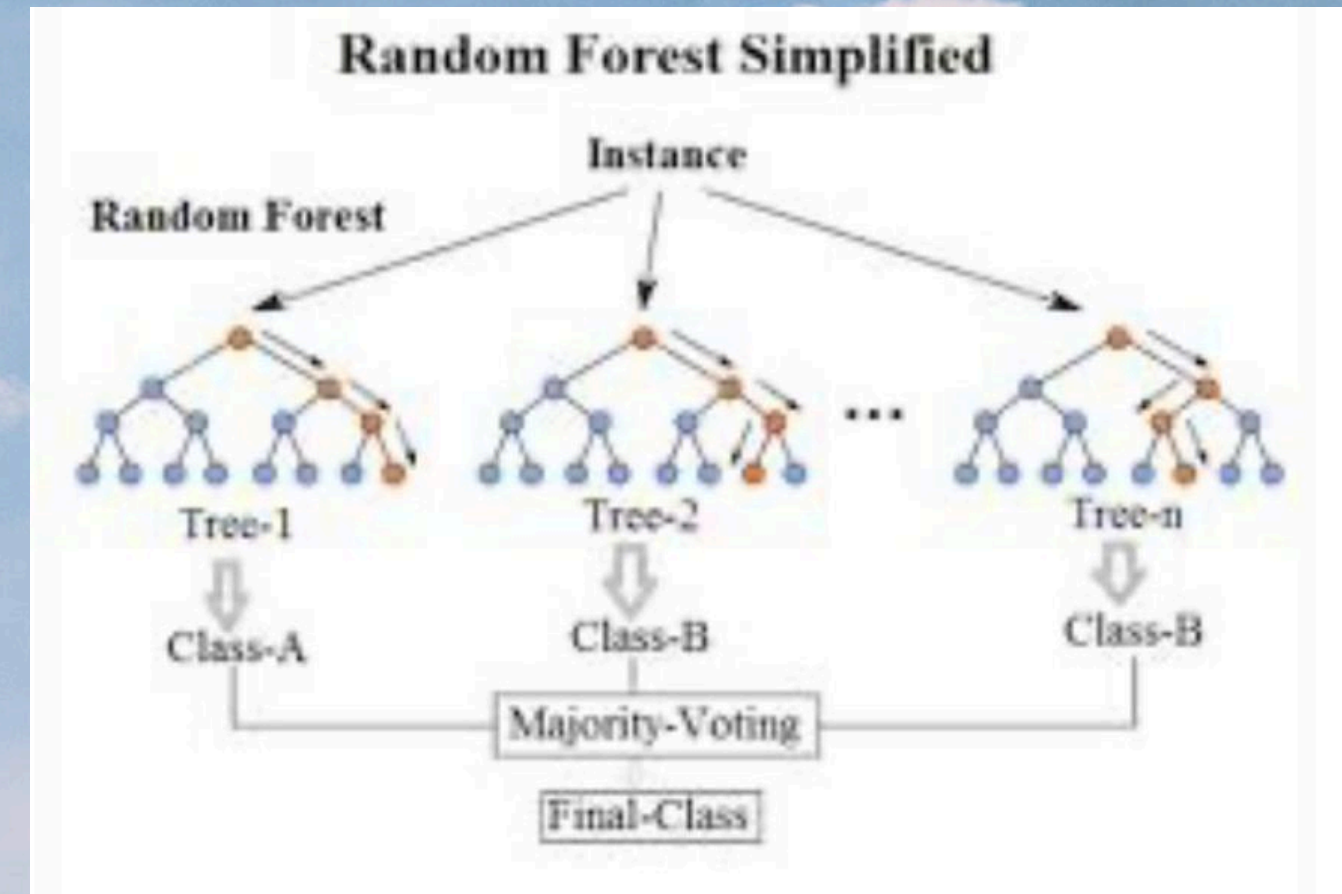 Random Forest Simplified
Instance
Random Forest
...
Tree-1
Tree-2
Tree-n
Class-A
Class-B
Class-B
Majority-Voting
Final-Class